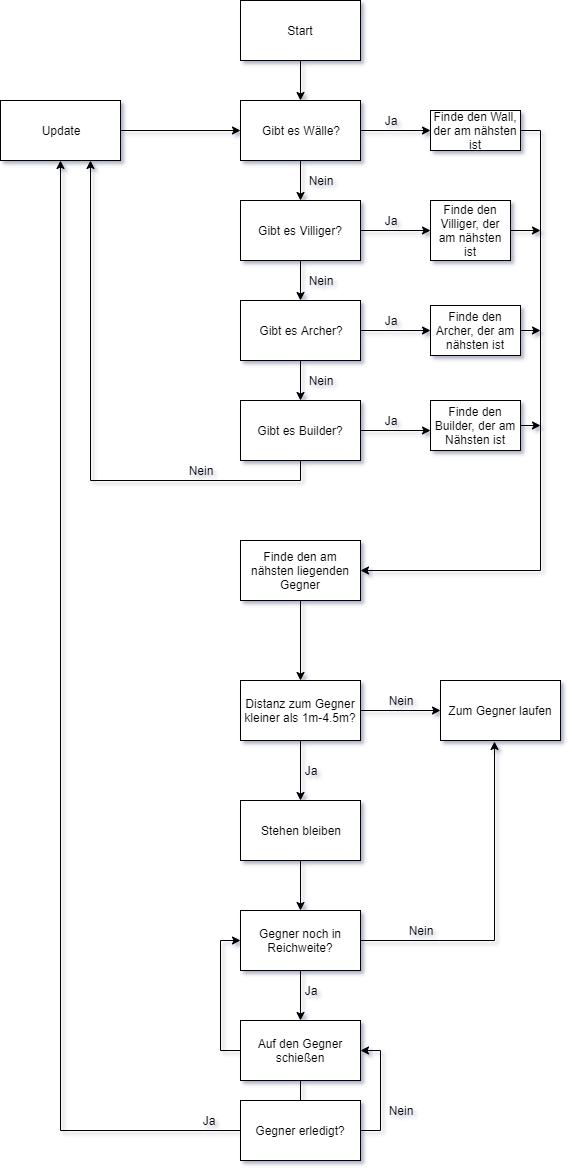 Start
Update
Gibt es Wälle?
Ja
Finde den Wall,
der am nähsten
ist
Nein
Gibt es Villiger?
Ja
Finde den
Villiger, der
am nähsten
ist
Nein
Gibt es Archer?
Ja
Finde den
Archer, der am
nähsten ist
Nein
Gibt es Builder?
Ja
Finde den
Builder, der am
Nähsten ist
Nein
Finde den am
nähsten liegenden
Gegner
Distanz zum Gegner
kleiner als 1m-4.5m?
Nein
Zum Gegner laufen
Ja
Stehen bleiben
Gegner noch in
Reichweite?
Nein
Ja
Auf den Gegner
schießen
Nein
Ja
Gegner erledigt?